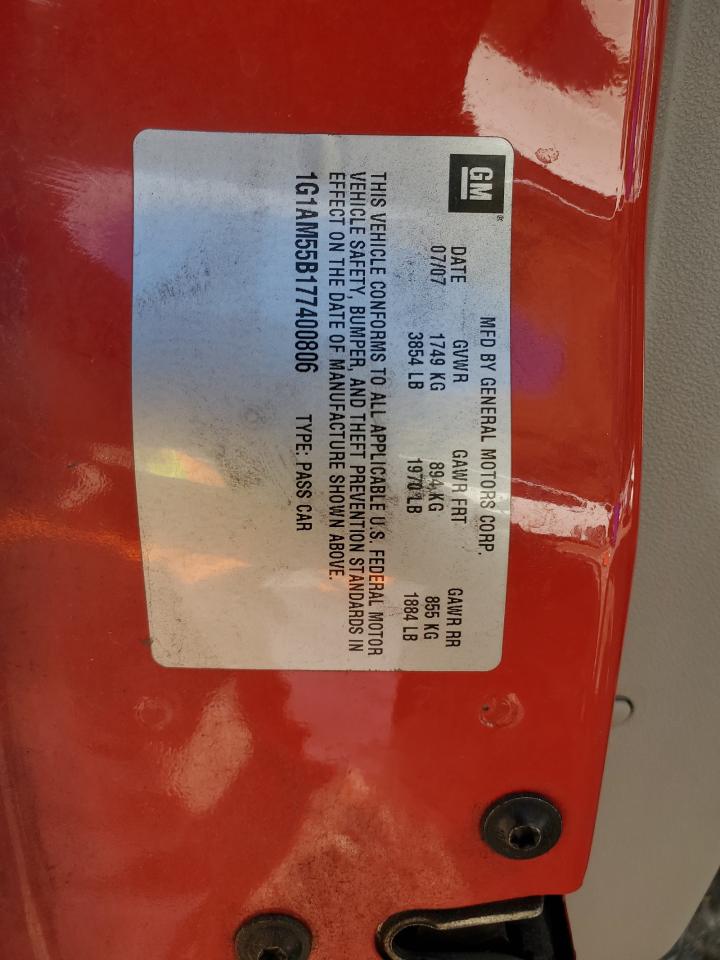 GM
®
MFD BY GENERAL MOTORS CORP.
DATE GVWR GAWR FRT GAWR RR
07/07 1749 KG 894 KG 855 KG
3854 LB 1970 LB 1884 LB
THIS VEHICLE CONFORMS TO ALL APPLICABLE U.S. FEDERAL MOTOR
VEHICLE SAFETY, BUMPER, AND THEFT PREVENTION STANDARDS IN
EFFECT ON THE DATE OF MANUFACTURE SHOWN ABOVE.
1G1AM55B177400806 TYPE: PASS CAR